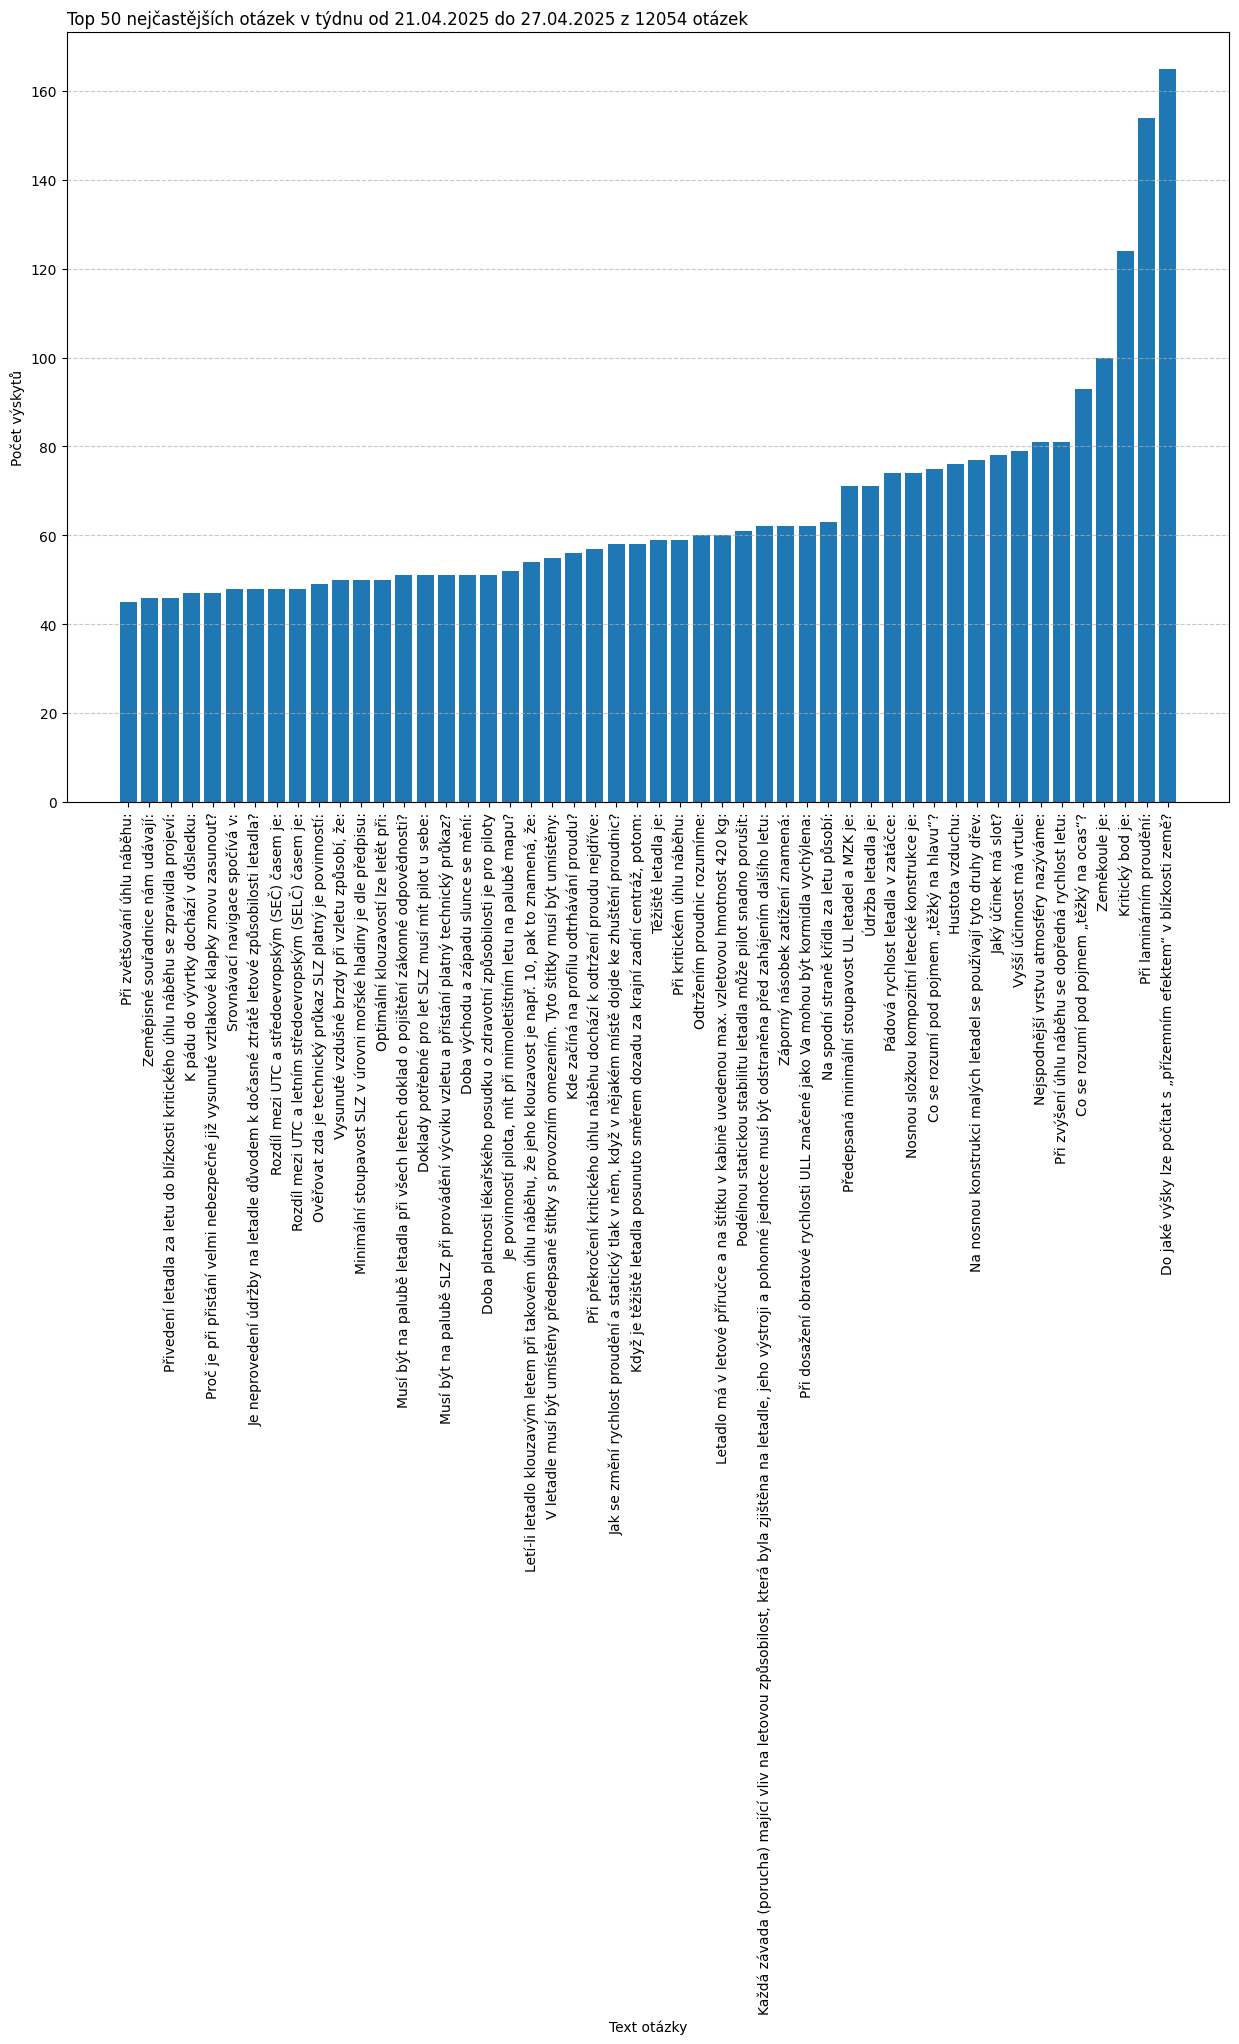 Top 50 nejčastějších otázek v týdnu od 21.04.2025 do 27.04.2025 z 12054 otázek
Počet výskytů
160
140
120
100
80
60
40
20
0
Při zvětšování úhlu náběhu:
Zeměpisné souřadnice nám udávají:
Přivedení letadla za letu do blízkosti kritického úhlu náběhu se zpravidla projeví:
K pádu do vývrtky dochází v důsledku:
Proč je při přistání velmi nebezpečné již vysunuté vztlakové klapky znovu zasunout?
Srovnávací navigace spočívá v:
Je neprovedení údržby na letadle důvodem k dočasné ztrátě letové způsobilosti letadla?
Rozdíl mezi UTC a středoevropským (SEČ) časem je:
Rozdíl mezi UTC a letním středoevropským (SELČ) časem je:
Ověřovat zda je technický průkaz SLZ platný je povinností:
Vysunuté vzdušné brzdy při vzletu způsobí, že:
Minimální stoupavost SLZ v úrovni mořské hladiny je dle předpisu:
Optimální klouzavostí lze letět při:
Musí být na palubě letadla při všech letech doklad o pojištění zákonné odpovědnosti?
Doklady potřebné pro let SLZ musí mít pilot u sebe:
Musí být na palubě SLZ při provádění výcviku vzletu a přistání platný technický průkaz?
Doba východu a západu slunce se mění:
Doba platnosti lékařského posudku o zdravotní způsobilosti je pro piloty
Je povinností pilota, mít při mimoletištním letu na palubě mapu?
Letí-li letadlo klouzavým letem při takovém úhlu náběhu, že jeho klouzavost je např. 10, pak to znamená, že:
V letadle musí být umístěny předepsané štítky s provozním omezením. Tyto štítky musí být umístěny:
Kde začíná na profilu odtrhávání proudu?
Při překročení kritického úhlu náběhu dochází k odtržení proudu nejdříve:
Jak se změní rychlost proudění a statický tlak v něm, když v nějakém místě dojde ke zhuštění proudnic?
Když je těžiště letadla posunuto směrem dozadu za krajní zadní centráž, potom:
Těžiště letadla je:
Při kritickém úhlu náběhu:
Odtržením proudnic rozumíme:
Letadlo má v letové příručce a na štítku v kabině uvedenou max. vzletovou hmotnost 420 kg:
Podélnou statickou stabilitu letadla může pilot snadno porušit:
Každá závada (porucha) mající vliv na letovou způsobilost, která byla zjištěna na letadle, jeho výstroji a pohonné jednotce musí být odstraněna před zahájením dalšího letu:
Záporný násobek zatížení znamená:
Při dosažení obratové rychlosti ULL značené jako Va mohou být kormidla vychýlena:
Na spodní straně křídla za letu působí:
Předepsaná minimální stoupavost UL letadel a MZK je:
Údržba letadla je:
Pádová rychlost letadla v zatáčce:
Nosnou složkou kompozitní letecké konstrukce je:
Co se rozumí pod pojmem „těžký na hlavu“?
Hustota vzduchu:
Na nosnou konstrukci malých letadel se používají tyto druhy dřev:
Jaký účinek má slot?
Vyšší účinnost má vrtule:
Nejspodnější vrstvu atmosféry nazýváme:
Při zvýšení úhlu náběhu se dopředná rychlost letu:
Co se rozumí pod pojmem „těžký na ocas“?
Zeměkoule je:
Kritický bod je:
Při laminárním proudění:
Do jaké výšky lze počítat s „přízemním efektem“ v blízkosti země?
Text otázky